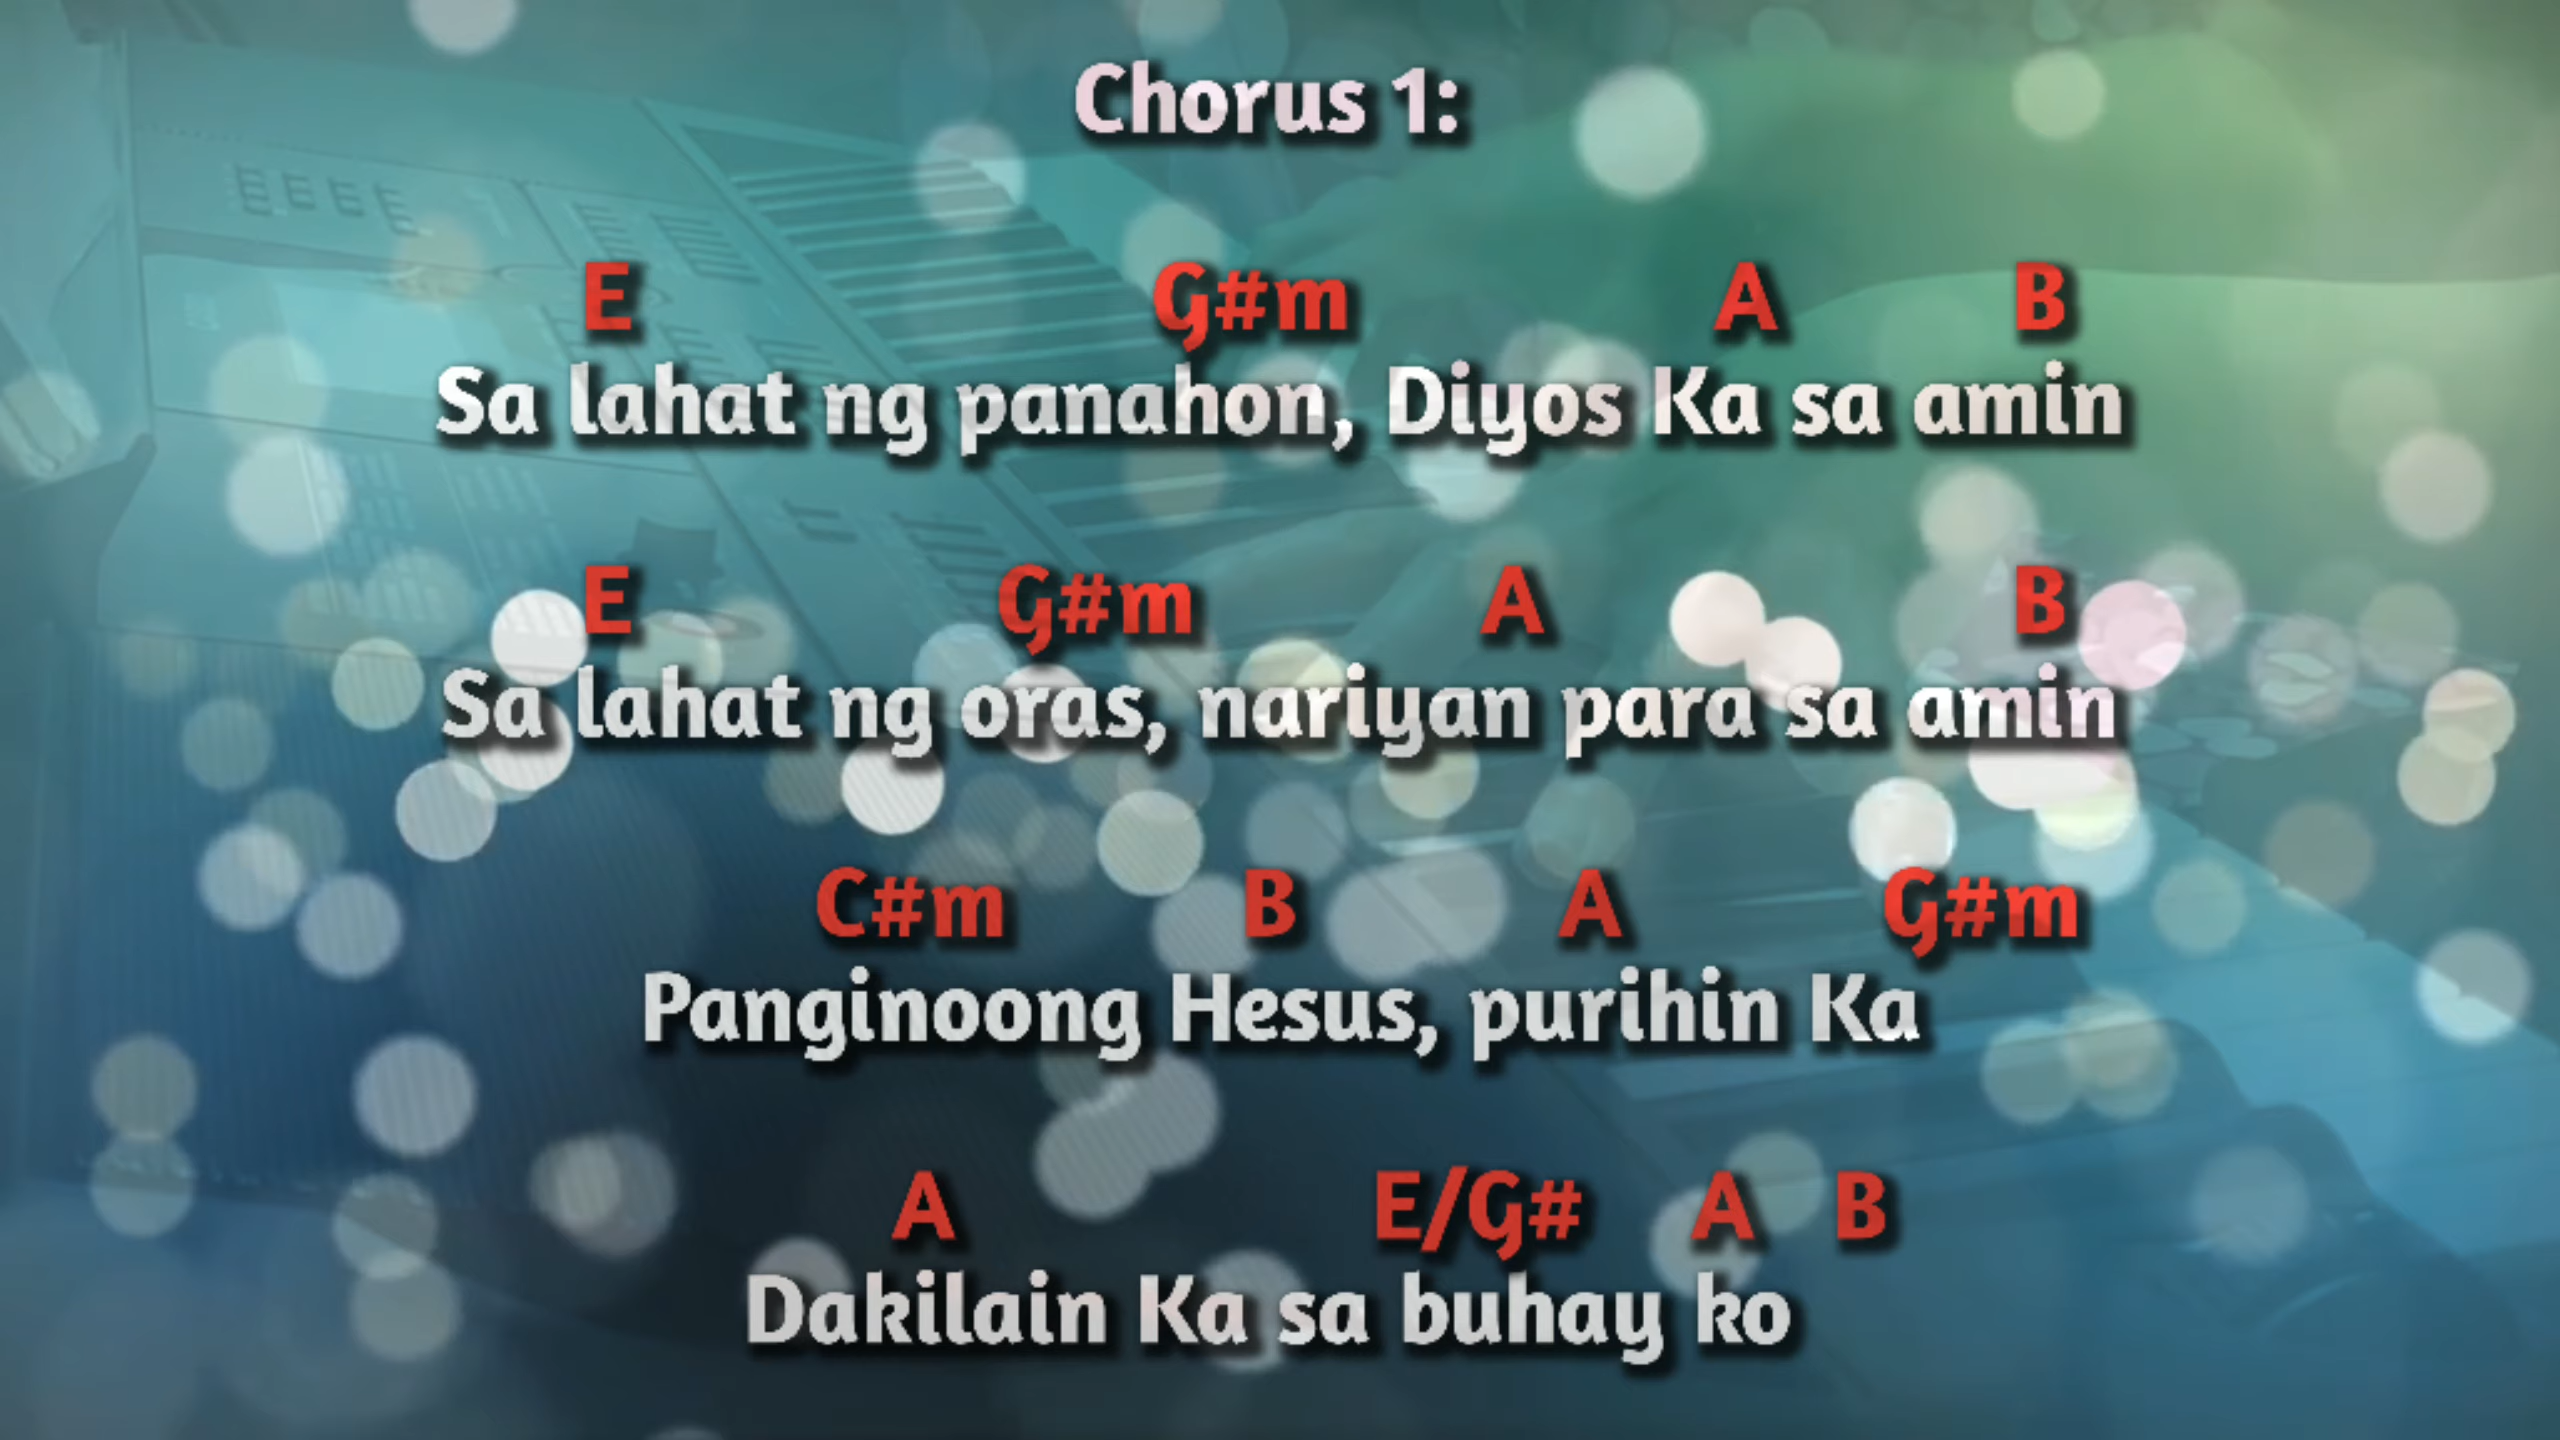 Chorus 1:
E G#m A B
Sa lahat ng panahon, Diyos Ka sa amin
E G#m A B
Sa lahat ng oras, nariyan para sa amin
C#m B A G#m
Panginoong Hesus, purihin Ka
A E/G# A B
Dakilain Ka sa buhay ko